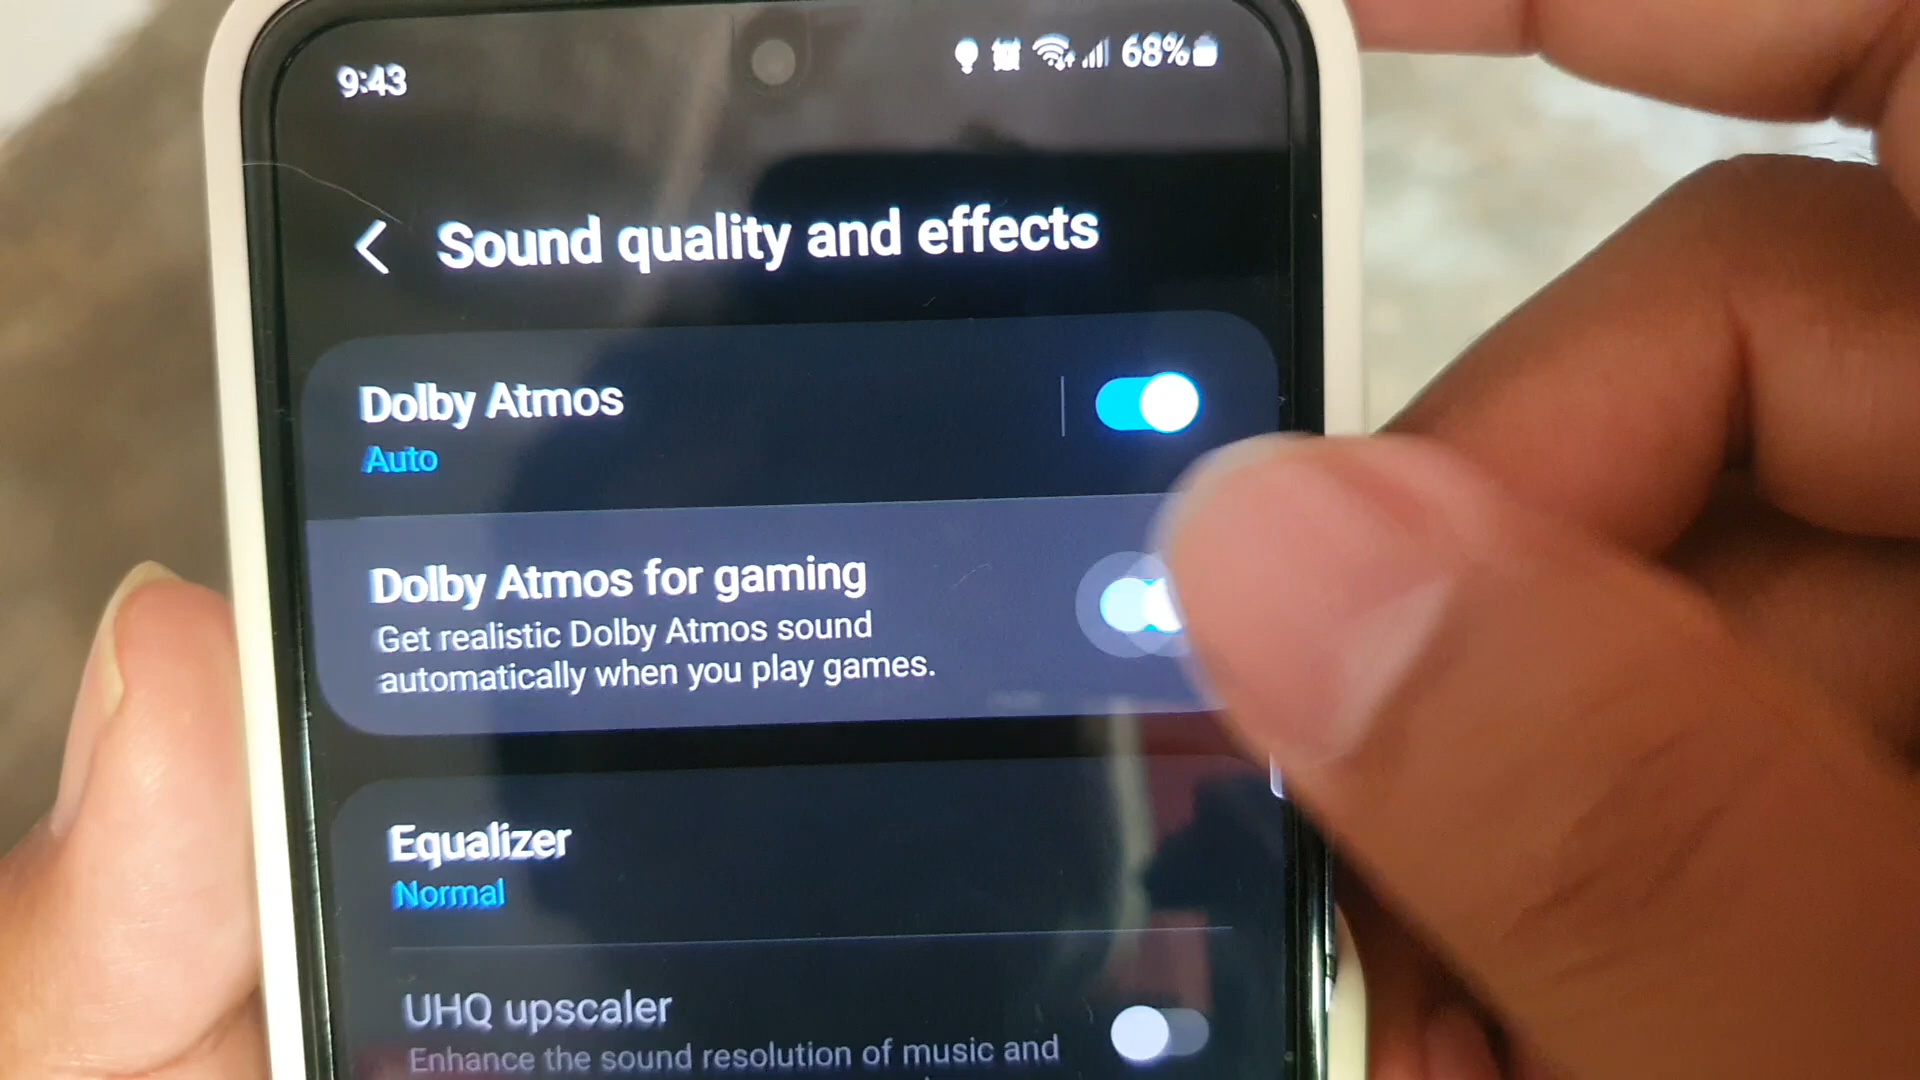 9:43
68%
Sound quality and effects
Dolby Atmos
Auto
Dolby Atmos for gaming
Get realistic Dolby Atmos sound
automatically when you play games.
Equalizer
Normal
UHQ upscaler
Enhance the sound resolution of music and